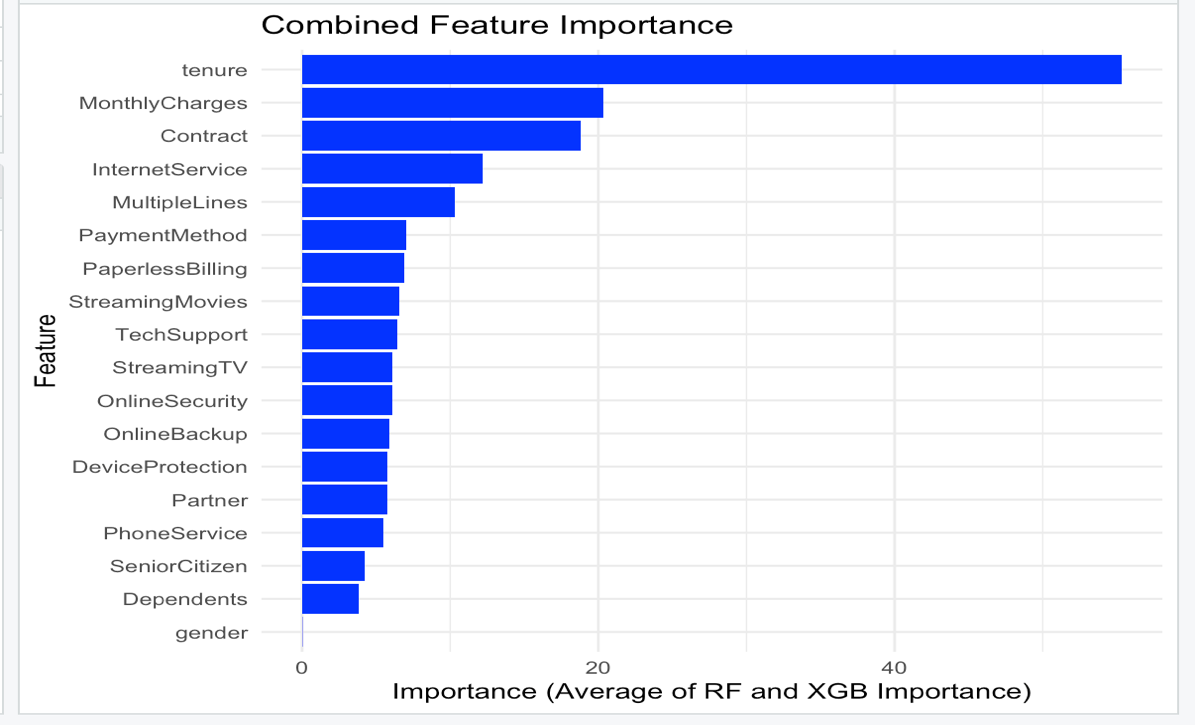 Combined Feature Importance
tenure
MonthlyCharges
Contract
InternetService
MultipleLines
PaymentMethod
PaperlessBilling
StreamingMovies
TechSupport
StreamingTV
OnlineSecurity
OnlineBackup
DeviceProtection
Partner
PhoneService
SeniorCitizen
Dependents
gender
Feature
0 20 40
Importance (Average of RF and XGB Importance)